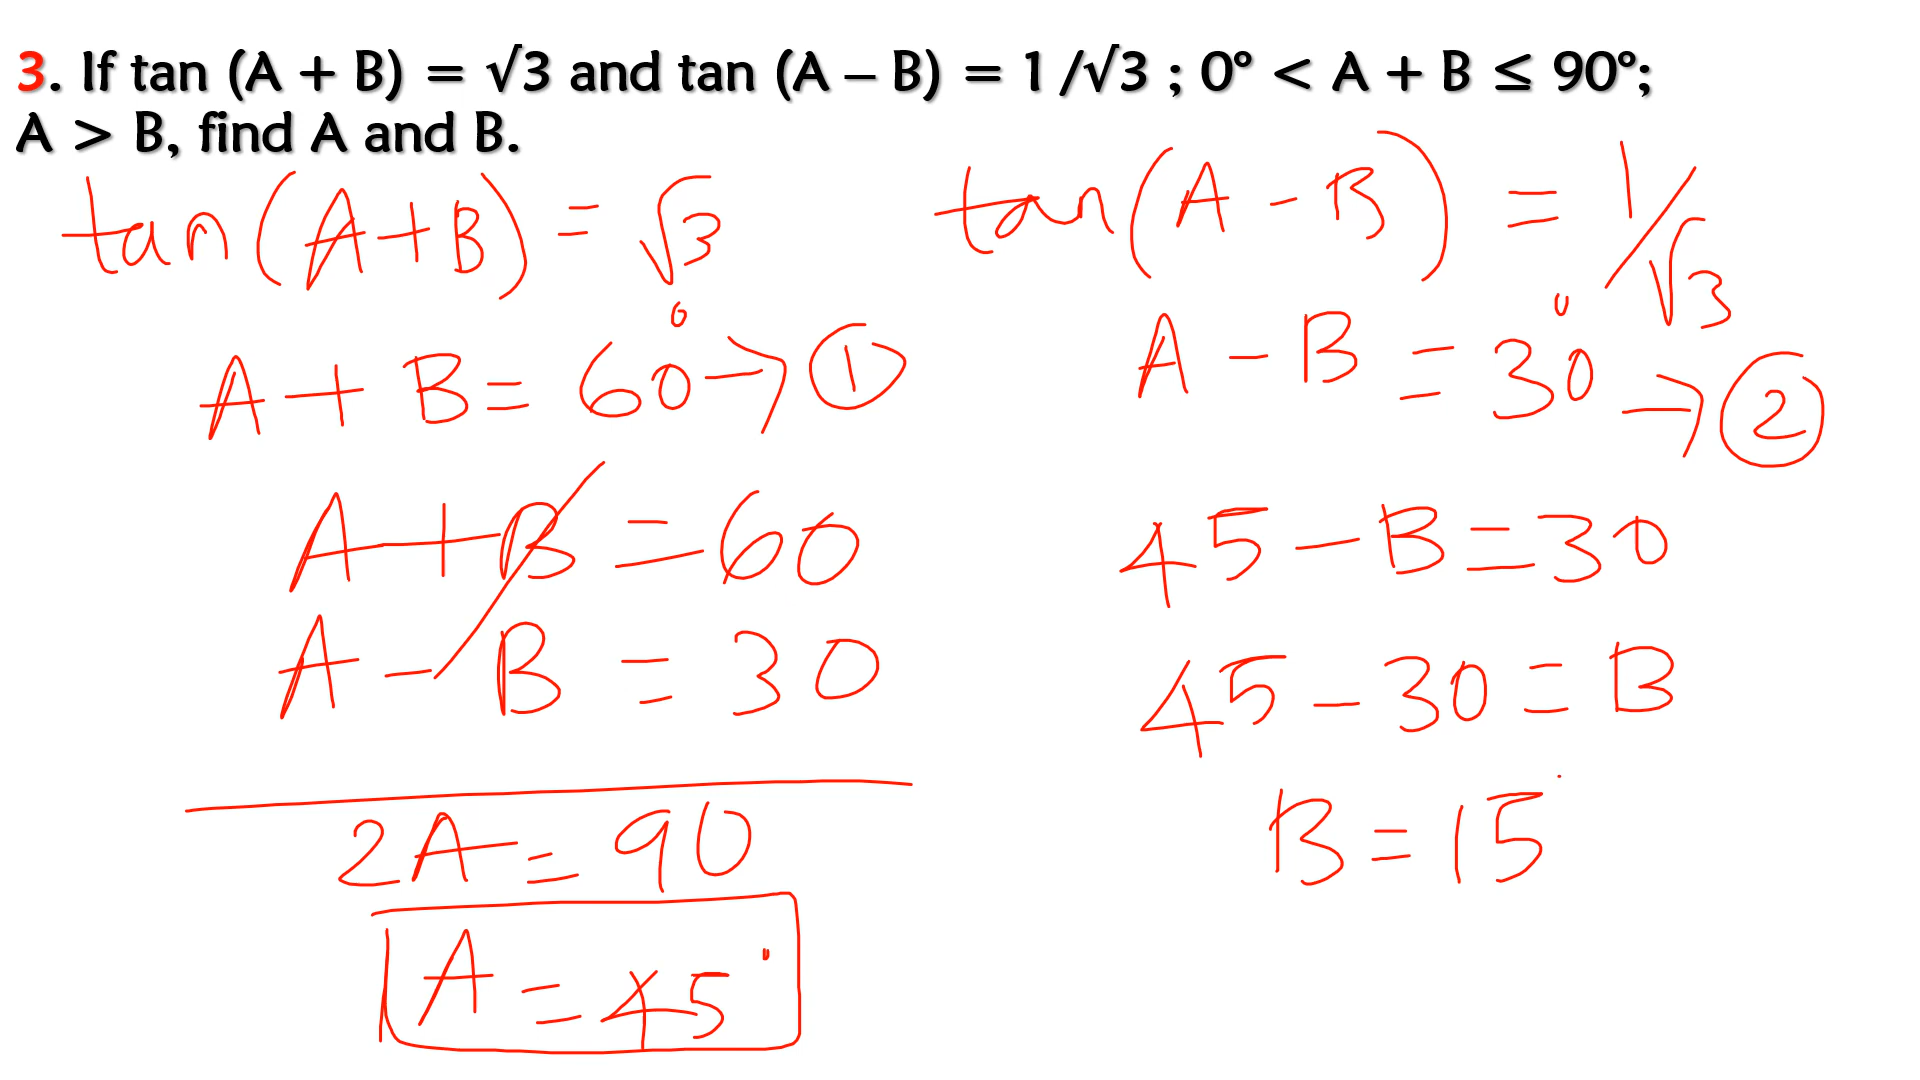 3. If tan (A + B) = √3 and tan (A – B) = 1 /√3 ; 0° < A + B ≤ 90°;
A > B, find A and B.
tan(A+B) = √3
A + B = 60° → ①
A + B = 60
A - B = 30
2A = 90
A = 45°
tan(A - B) = 1/√3
A - B = 30° → ②
45 - B = 30
45 - 30 = B
B = 15